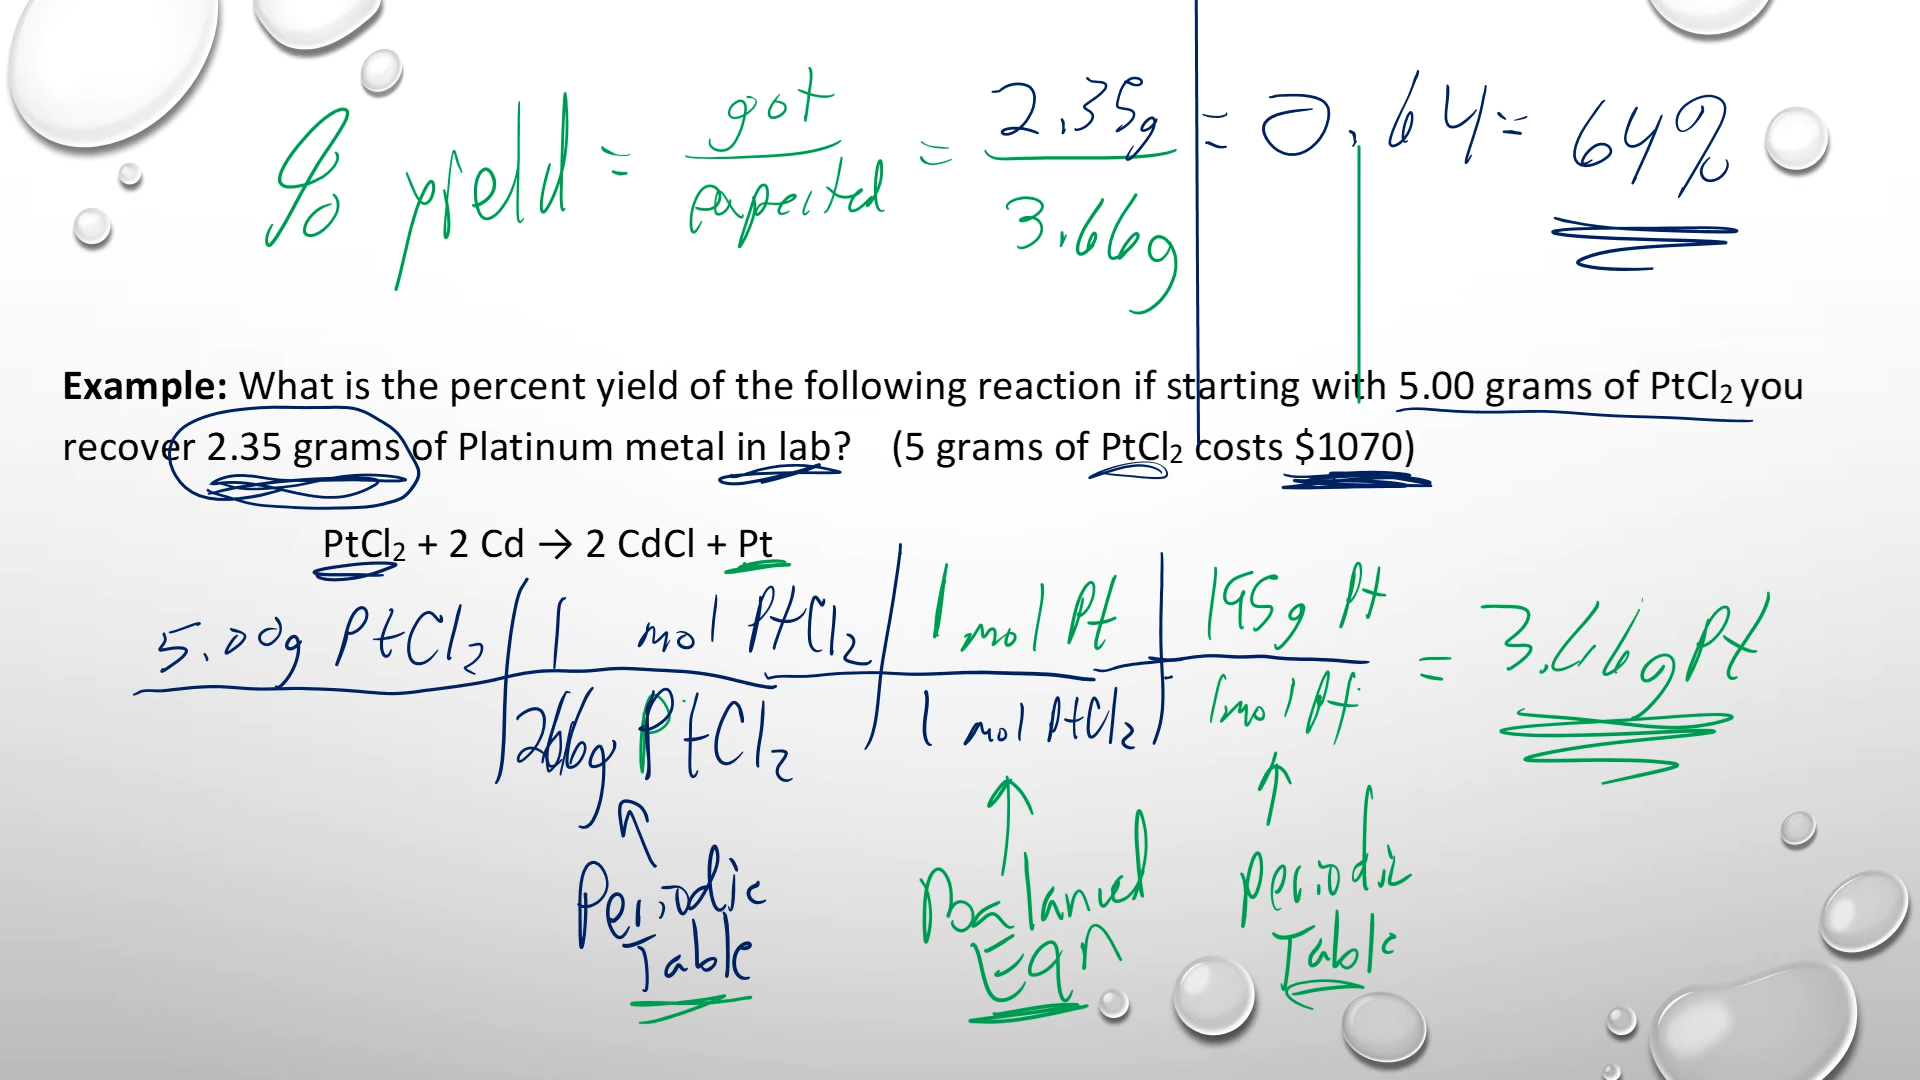 % yield = got / expected = 2.35g / 3.66g = 0.64 = 64%
Example: What is the percent yield of the following reaction if starting with 5.00 grams of PtCl₂ you
recover 2.35 grams of Platinum metal in lab? (5 grams of PtCl₂ costs $1070)
PtCl₂ + 2 Cd → 2 CdCl + Pt
5.00g PtCl₂ | 1 mol PtCl₂ | 1 mol Pt | 195g Pt = 3.66g Pt
266g PtCl₂ | 1 mol PtCl₂ | 1 mol Pt
Periodic Table
Balanced Eqn
Periodic Table